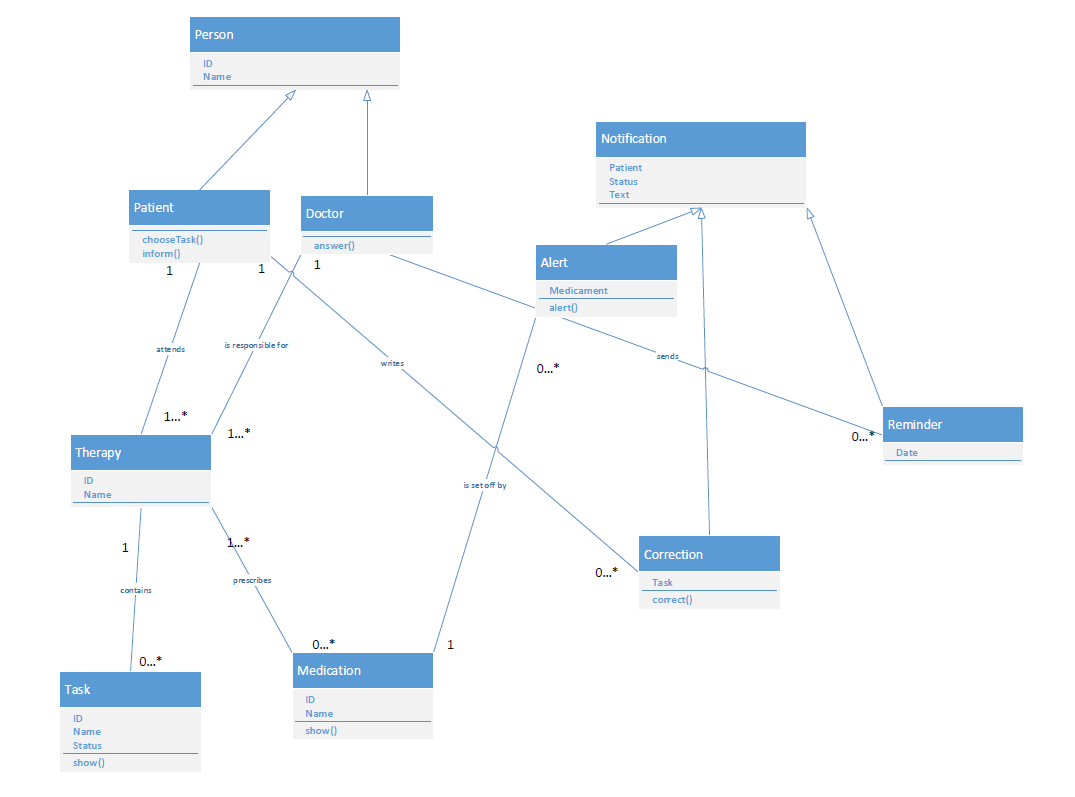 Person
ID
Name
Notification
Patient
Status
Text
Patient
chooseTask()
inform()
Doctor
answer()
1
1
1
Alert
Medicament
alert()
attends
is responsible for
writes
sends
0...*
1...*
1...*
0...*
Reminder
Date
Therapy
ID
Name
is set off by
1
1...*
contains
prescribes
0...*
Correction
Task
correct()
0...*
0...*
1
Task
ID
Name
Status
show()
Medication
ID
Name
show()